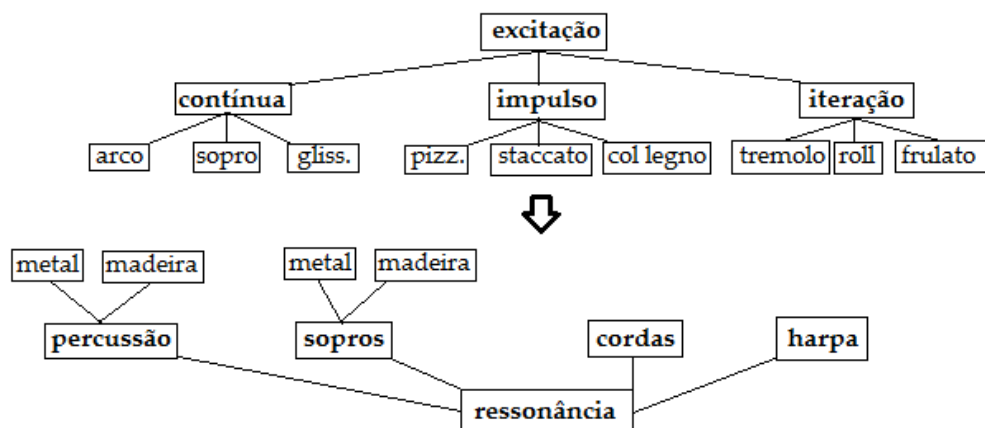 excitação
contínua impulso iteração
arco sopro gliss. pizz. staccato col legno tremolo roll frulato
metal madeira metal madeira
percussão sopros cordas harpa
ressonância